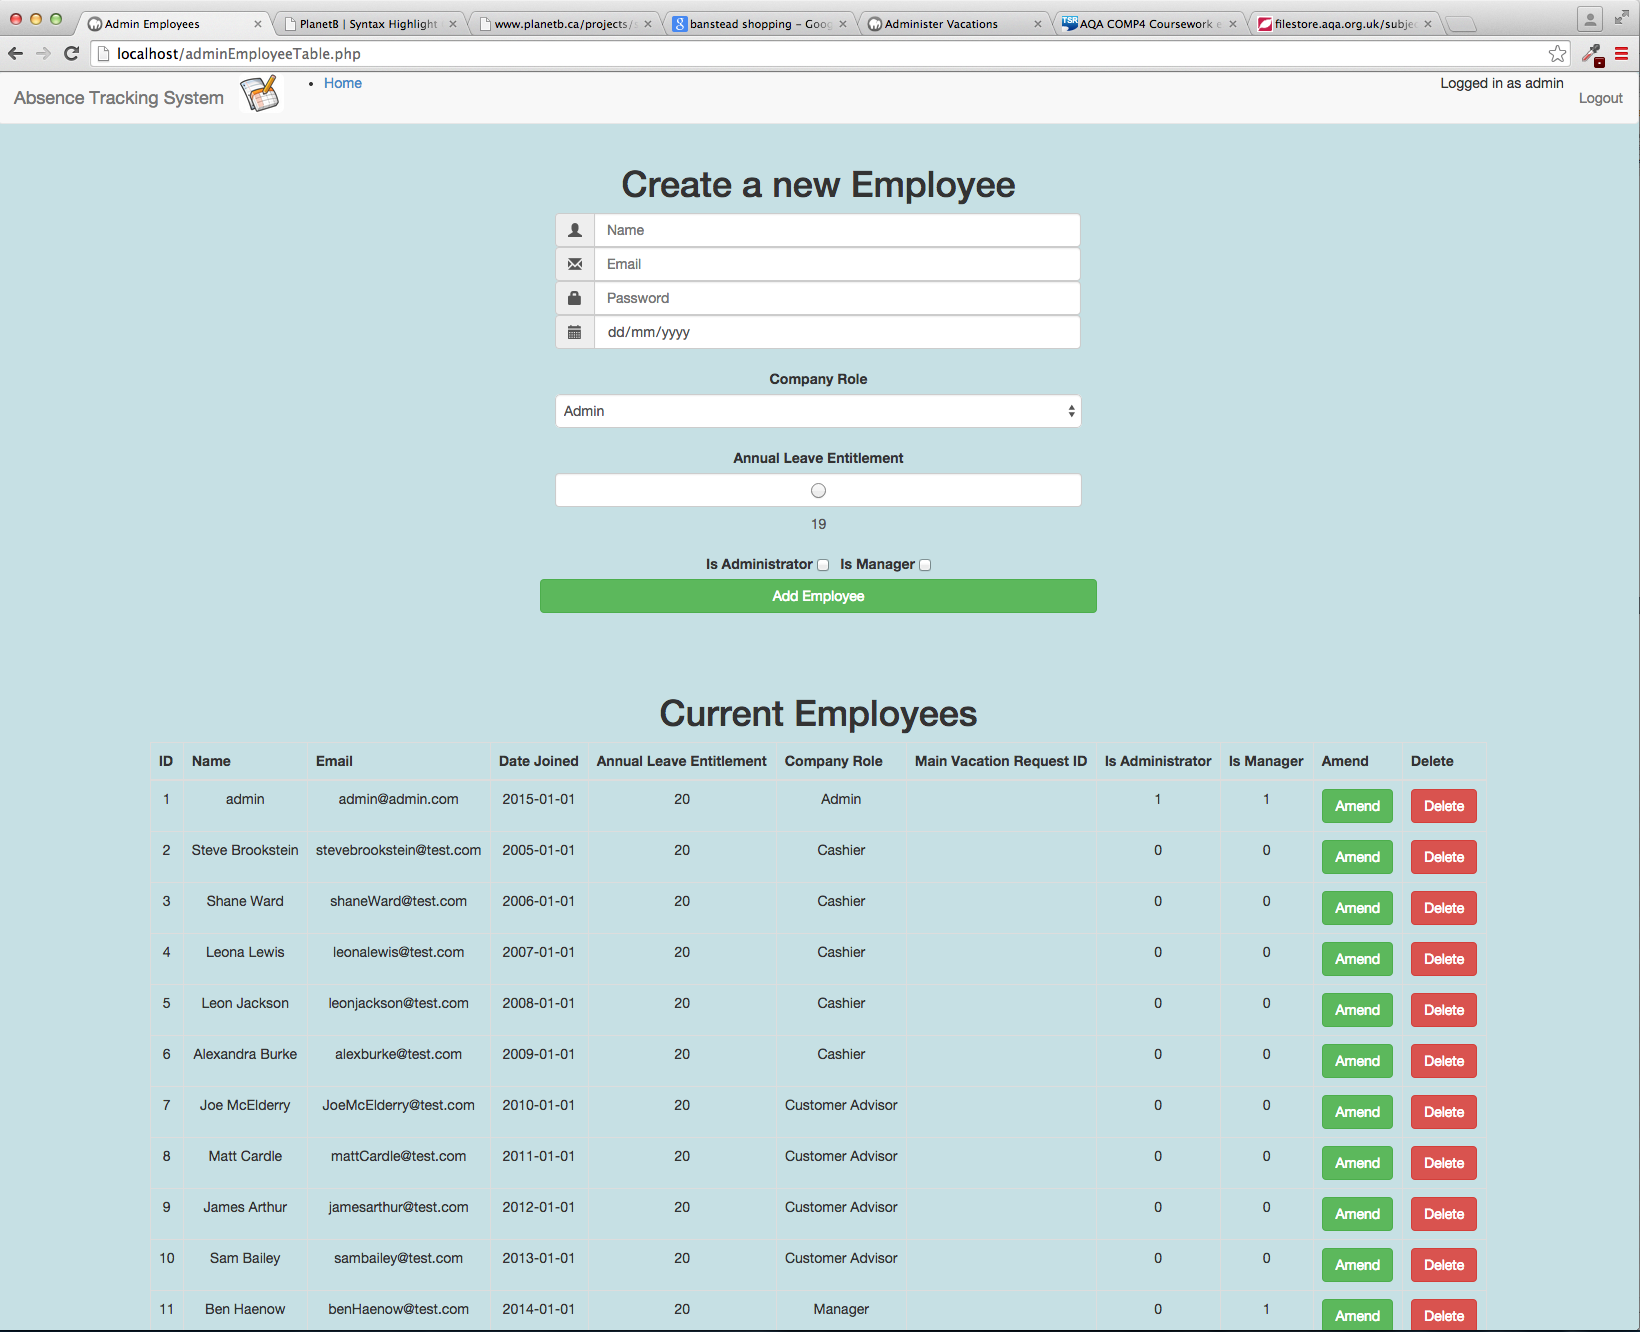 Admin Employees
PlanetB | Syntax Highlight
www.planetb.ca/projects/
banstead shopping – Goog
Administer Vacations
AQA COMP4 Coursework e
filestore.aqa.org.uk/subje
localhost/adminEmployeeTable.php
Absence Tracking System
Home
Logged in as admin
Logout
Create a new Employee
Name
Email
Password
dd/mm/yyyy
Company Role
Admin
Annual Leave Entitlement
19
Is Administrator Is Manager
Add Employee
Current Employees
ID Name Email Date Joined Annual Leave Entitlement Company Role Main Vacation Request ID Is Administrator Is Manager Amend Delete
1 admin admin@admin.com 2015-01-01 20 Admin 1 1 Amend Delete
2 Steve Brookstein stevebrookstein@test.com 2005-01-01 20 Cashier 0 0 Amend Delete
3 Shane Ward shaneWard@test.com 2006-01-01 20 Cashier 0 0 Amend Delete
4 Leona Lewis leonalewis@test.com 2007-01-01 20 Cashier 0 0 Amend Delete
5 Leon Jackson leonjackson@test.com 2008-01-01 20 Cashier 0 0 Amend Delete
6 Alexandra Burke alexburke@test.com 2009-01-01 20 Cashier 0 0 Amend Delete
7 Joe McElderry JoeMcElderry@test.com 2010-01-01 20 Customer Advisor 0 0 Amend Delete
8 Matt Cardle mattCardle@test.com 2011-01-01 20 Customer Advisor 0 0 Amend Delete
9 James Arthur jamesarthur@test.com 2012-01-01 20 Customer Advisor 0 0 Amend Delete
10 Sam Bailey sambailey@test.com 2013-01-01 20 Customer Advisor 0 0 Amend Delete
11 Ben Haenow benHaenow@test.com 2014-01-01 20 Manager 0 1 Amend Delete